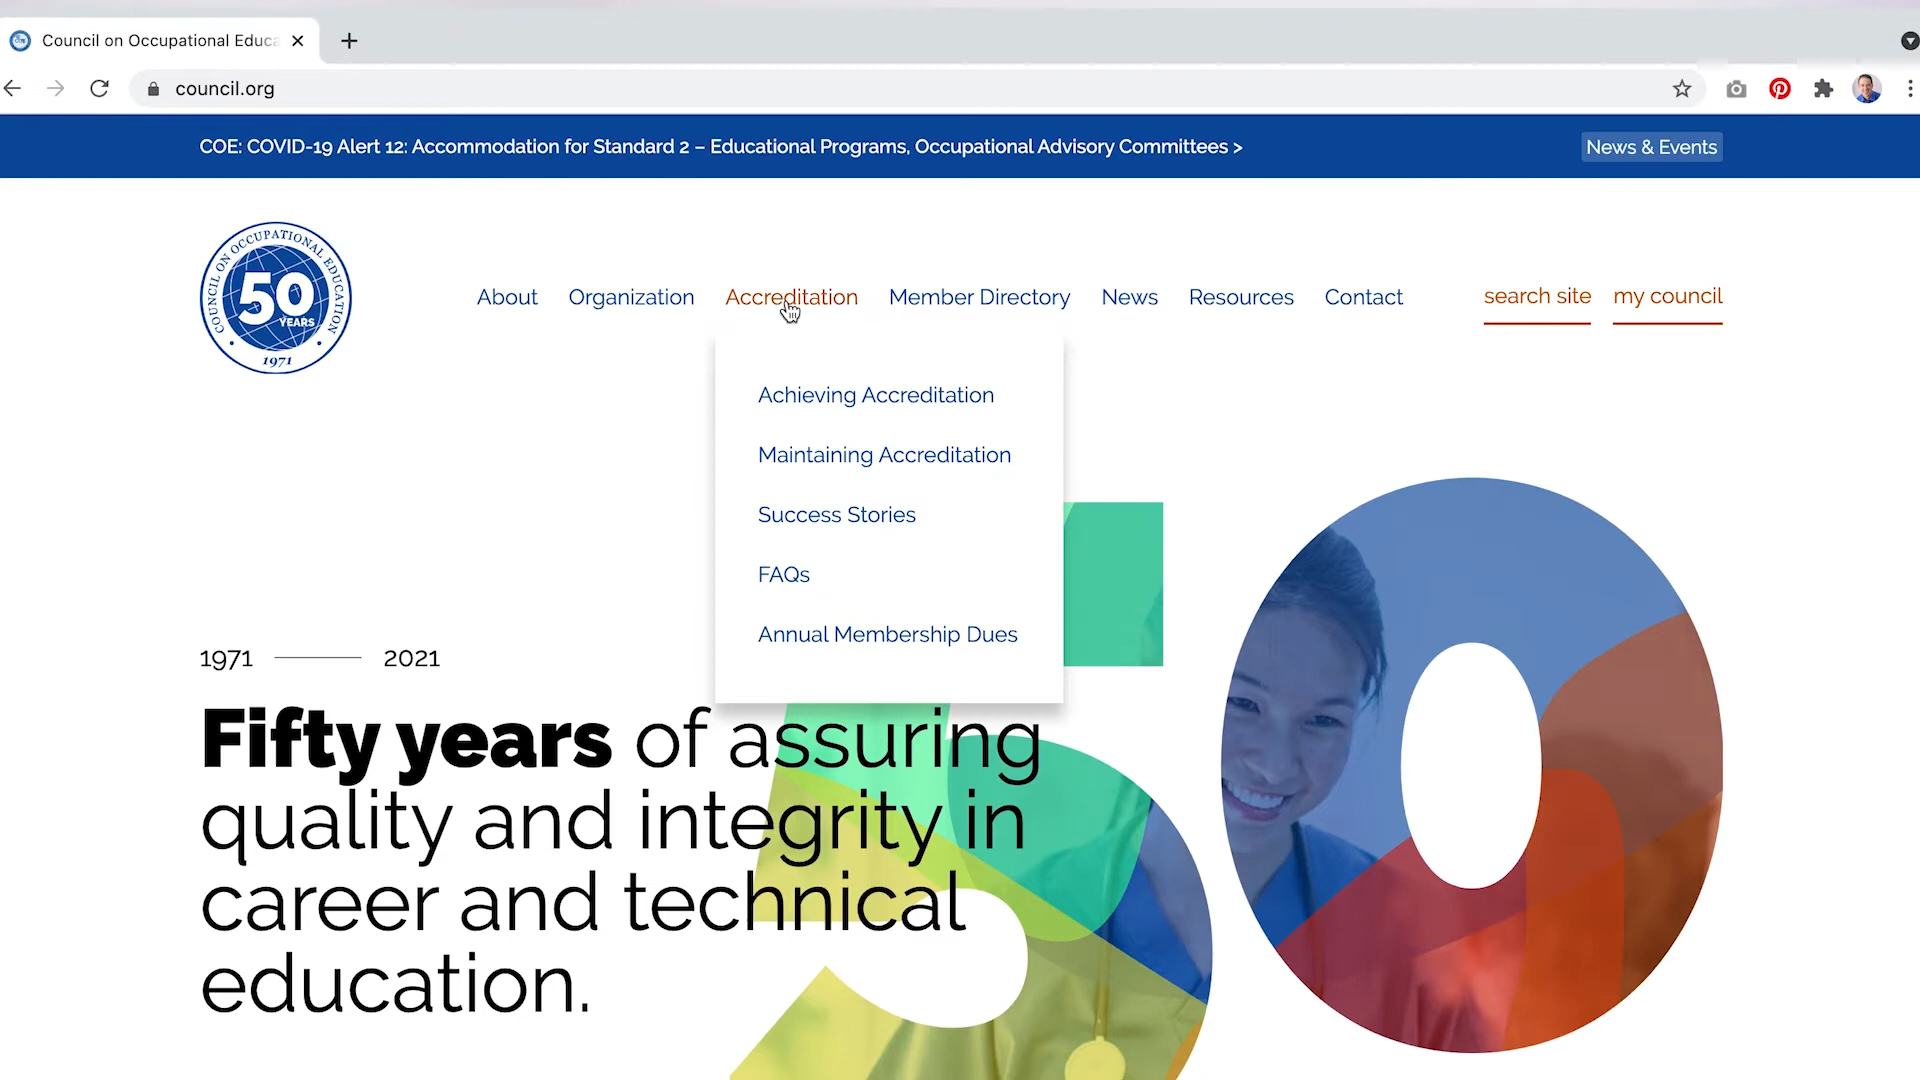 Council on Occupational Educa
council.org
COE: COVID-19 Alert 12: Accommodation for Standard 2 – Educational Programs, Occupational Advisory Committees >
News & Events
COUNCIL ON OCCUPATIONAL EDUCATION
50
YEARS
1971
About
Organization
Accreditation
Member Directory
News
Resources
Contact
search site
my council
Achieving Accreditation
Maintaining Accreditation
Success Stories
FAQs
Annual Membership Dues
50
1971
2021
Fifty years of assuring
quality and integrity in
career and technical
education.